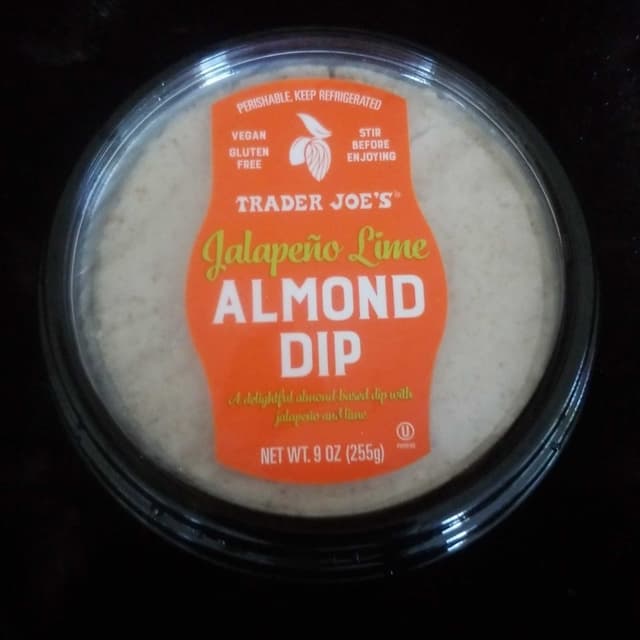 PERISHABLE, KEEP REFRIGERATED
VEGAN
GLUTEN
FREE
STIR
BEFORE
ENJOYING
TRADER JOE'S®
Jalapeño Lime
ALMOND
DIP
A delightful almond-based dip with
jalapeño and lime
U
NET WT. 9 OZ (255g)